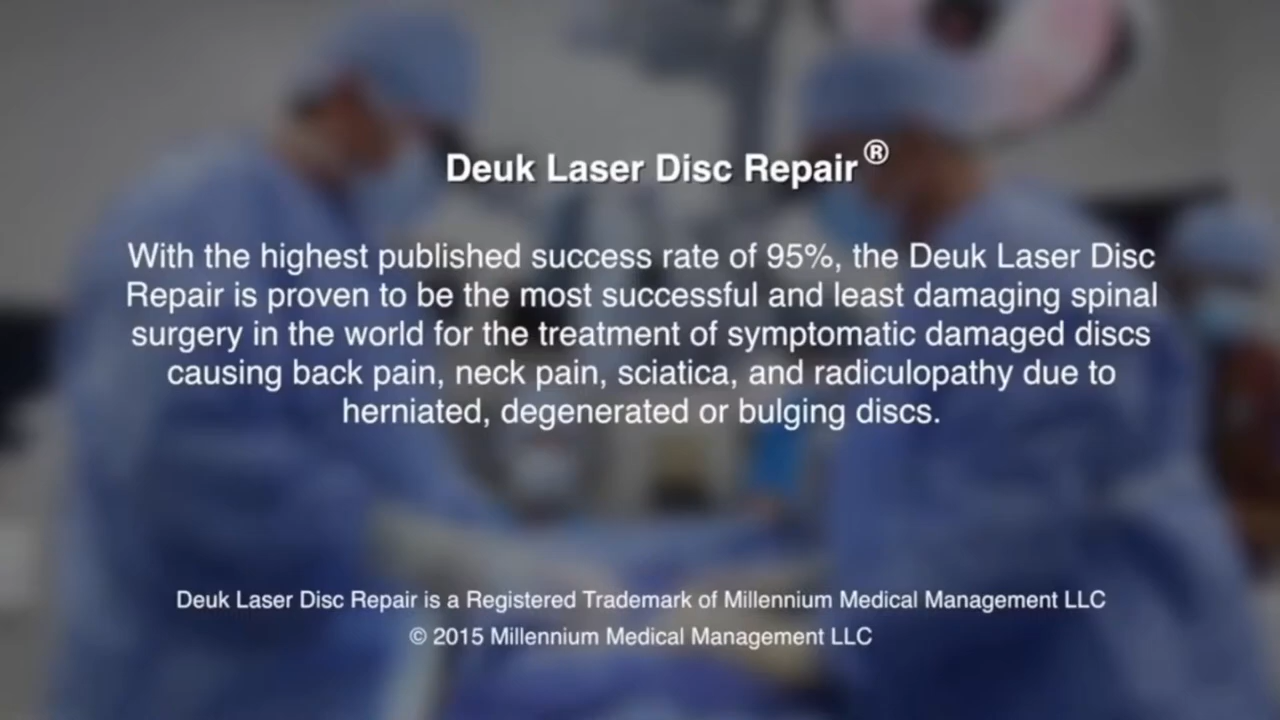 Deuk Laser Disc Repair®
With the highest published success rate of 95%, the Deuk Laser Disc
Repair is proven to be the most successful and least damaging spinal
surgery in the world for the treatment of symptomatic damaged discs
causing back pain, neck pain, sciatica, and radiculopathy due to
herniated, degenerated or bulging discs.
Deuk Laser Disc Repair is a Registered Trademark of Millennium Medical Management LLC
© 2015 Millennium Medical Management LLC